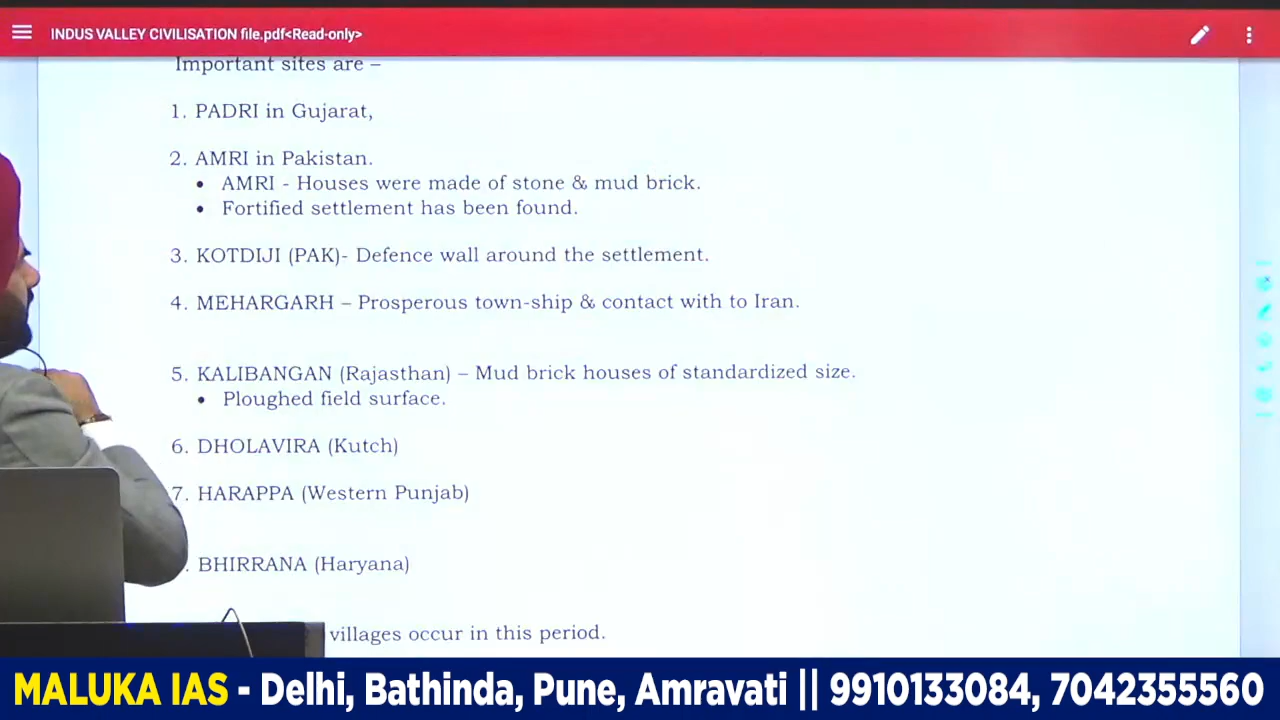 INDUS VALLEY CIVILISATION file.pdf<Read-only>
Important sites are –
1. PADRI in Gujarat,
2. AMRI in Pakistan.
• AMRI - Houses were made of stone & mud brick.
• Fortified settlement has been found.
3. KOTDIJI (PAK)- Defence wall around the settlement.
4. MEHARGARH – Prosperous town-ship & contact with to Iran.
5. KALIBANGAN (Rajasthan) – Mud brick houses of standardized size.
• Ploughed field surface.
6. DHOLAVIRA (Kutch)
7. HARAPPA (Western Punjab)
. BHIRRANA (Haryana)
villages occur in this period.
MALUKA IAS - Delhi, Bathinda, Pune, Amravati || 9910133084, 7042355560